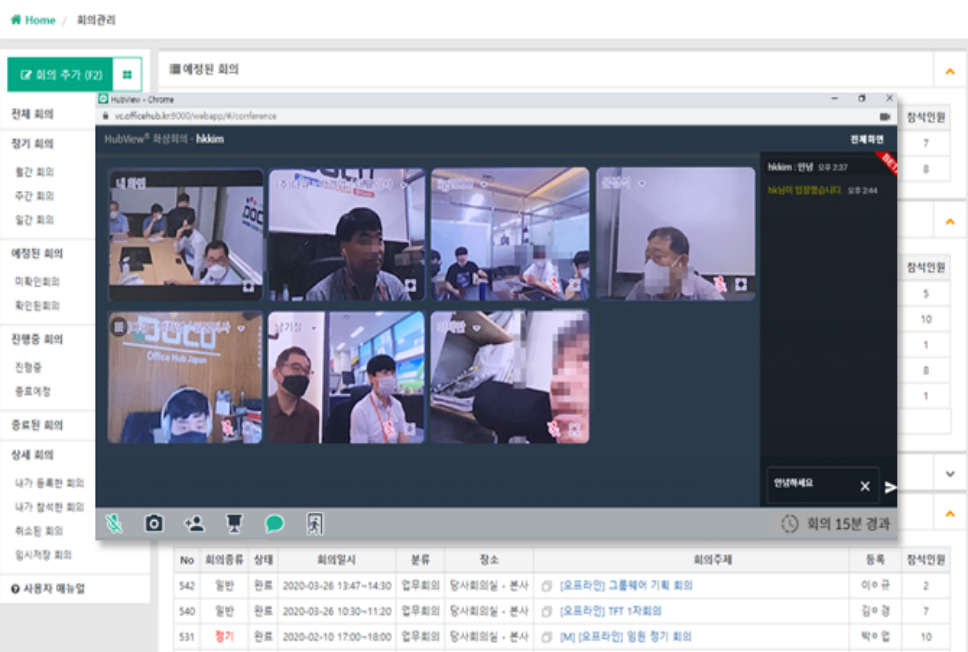 Home / 회의관리
회의 추가 (F2)
전체 회의
정기 회의
월간 회의
주간 회의
일간 회의
예정된 회의
미확인회의
확인된회의
진행중 회의
진행중
종료예정
종료된 회의
상세 회의
내가 등록한 회의
내가 참석한 회의
취소된 회의
임시저장 회의
사용자 매뉴얼
예정된 회의
참석인원
7
8
참석인원
5
10
1
8
1
HubView - Chrome
vc.officehub.kr:9000/webapp/#/conference
HubView® 화상회의 - hkkim
전체화면
BETA
내 화면
남기철
Office Hub Japan
hkkim : 안녕 오후 2:37
hk님이 입장했습니다. 오후 2:44
안녕하세요
회의 15분 경과
No 회의종류 상태 회의일시 분류 장소 회의주제 등록 참석인원
542 일반 완료 2020-03-26 13:47~14:30 업무회의 당사회의실 - 본사 [오프라인] 그룹웨어 기획 회의 이ㅇ규 2
540 일반 완료 2020-03-26 10:30~11:20 업무회의 당사회의실 - 본사 [오프라인] TFT 1차회의 김ㅇ경 7
531 정기 완료 2020-02-10 17:00~18:00 업무회의 당사회의실 - 본사 [M] [오프라인] 임원 정기 회의 박ㅇ업 10